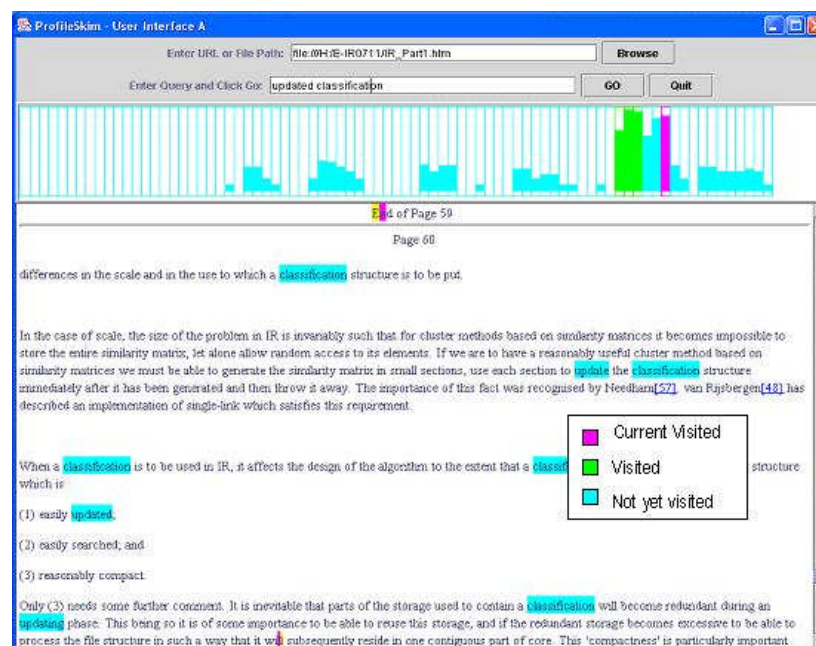 ProfileSkim - User Interface A
Enter URL or File Path: file:///H:/E-IR0711/IR_Part1.htm Browse
Enter Query and Click Go: updated classification GO Quit
End of Page 59
Page 60
differences in the scale and in the use to which a classification structure is to be put.
In the case of scale, the size of the problem in IR is invariably such that for cluster methods based on similarity matrices it becomes impossible to
store the entire similarity matrix, let alone allow random access to its elements. If we are to have a reasonably useful cluster method based on
similarity matrices we must be able to generate the similarity matrix in small sections, use each section to update the classification structure
immediately after it has been generated and then throw it away. The importance of this fact was recognised by Needham[57], van Rijsbergen[48] has
described an implementation of single-link which satisfies this requirement.
Current Visited
Visited
Not yet visited
When a classification is to be used in IR, it affects the design of the algorithm to the extent that a classif structure
which is
(1) easily updated;
(2) easily searched; and
(3) reasonably compact.
Only (3) needs some further comment. It is inevitable that parts of the storage used to contain a classification will become redundant during an
updating phase. This being so it is of some importance to be able to reuse this storage, and if the redundant storage becomes excessive to be able to
process the file structure in such a way that it will subsequently reside in one contiguous part of core. This 'compactness' is particularly important